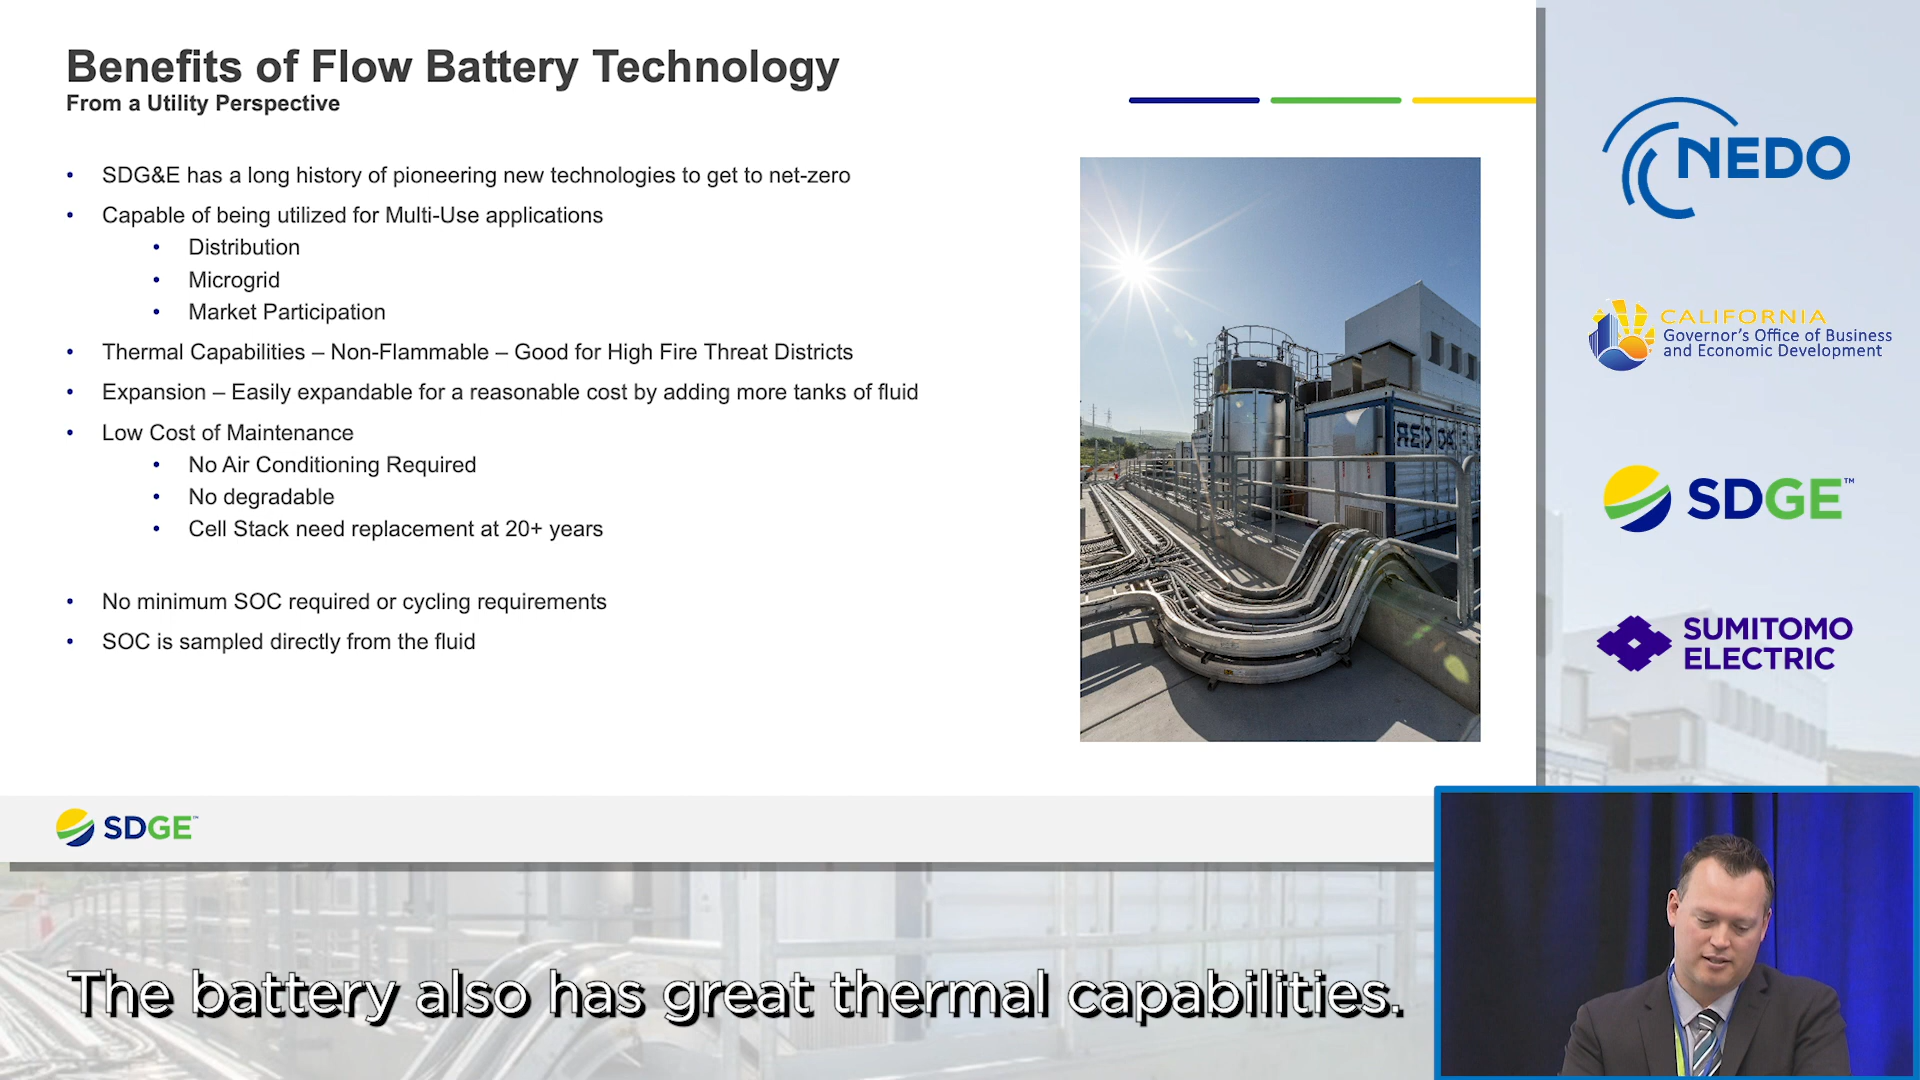 Benefits of Flow Battery Technology
From a Utility Perspective
• SDG&E has a long history of pioneering new technologies to get to net-zero
• Capable of being utilized for Multi-Use applications
• Distribution
• Microgrid
• Market Participation
• Thermal Capabilities – Non-Flammable – Good for High Fire Threat Districts
• Expansion – Easily expandable for a reasonable cost by adding more tanks of fluid
• Low Cost of Maintenance
• No Air Conditioning Required
• No degradable
• Cell Stack need replacement at 20+ years
• No minimum SOC required or cycling requirements
• SOC is sampled directly from the fluid
SDGE™
NEDO
CALIFORNIA
Governor's Office of Business
and Economic Development
SDGE™
SUMITOMO
ELECTRIC
The battery also has great thermal capabilities.